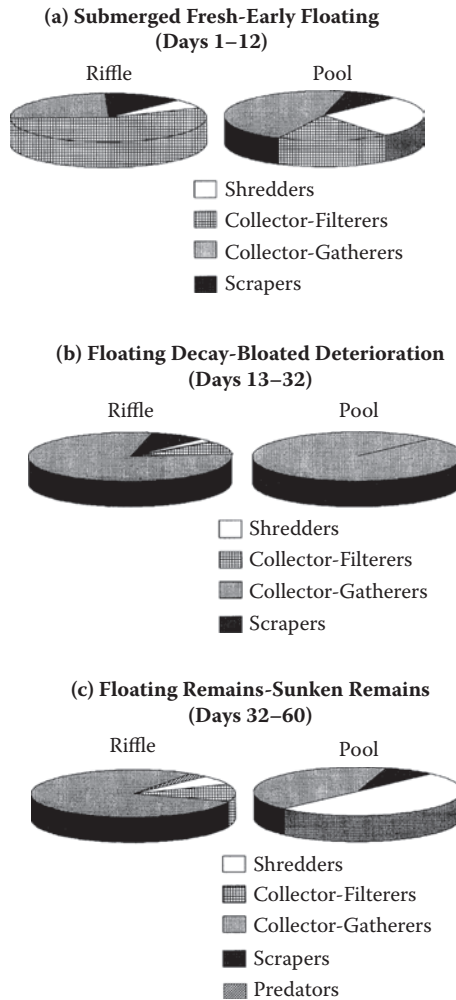 (a) Submerged Fresh-Early Floating
(Days 1–12)
Riffle
Pool
Shredders
Collector-Filterers
Collector-Gatherers
Scrapers
(b) Floating Decay-Bloated Deterioration
(Days 13–32)
Riffle
Pool
Shredders
Collector-Filterers
Collector-Gatherers
Scrapers
(c) Floating Remains-Sunken Remains
(Days 32–60)
Riffle
Pool
Shredders
Collector-Filterers
Collector-Gatherers
Scrapers
Predators